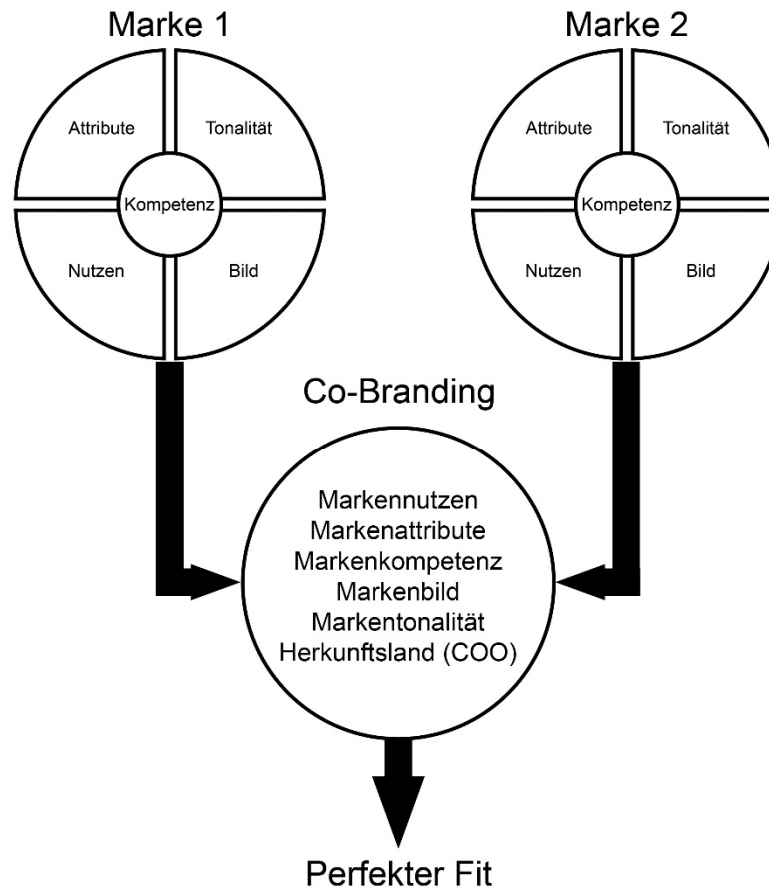 Marke 1
Marke 2
Attribute
Tonalität
Kompetenz
Nutzen
Bild
Attribute
Tonalität
Kompetenz
Nutzen
Bild
Co-Branding
Markennutzen
Markenattribute
Markenkompetenz
Markenbild
Markentonalität
Herkunftsland (COO)
Perfekter Fit